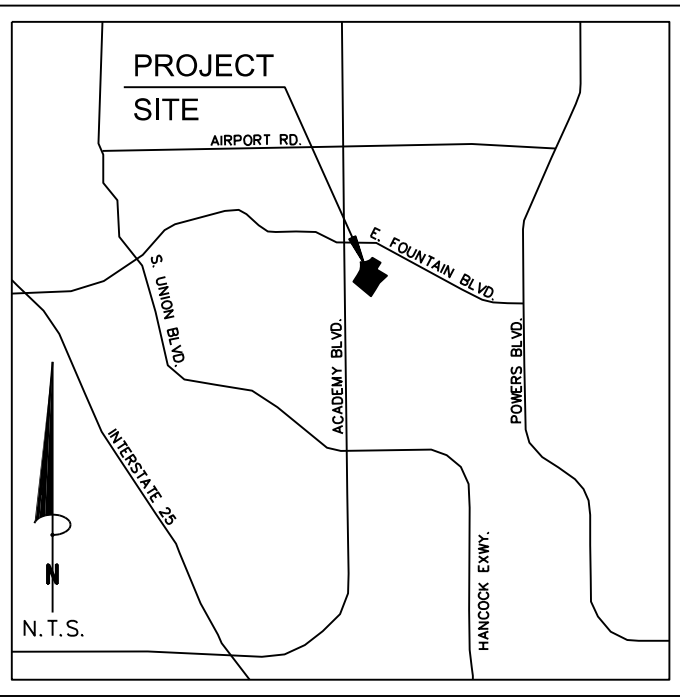 PROJECT
SITE
AIRPORT RD.
E. FOUNTAIN BLVD.
S. UNION BLVD.
ACADEMY BLVD.
POWERS BLVD.
INTERSTATE 25
HANCOCK EXWY.
N
N.T.S.